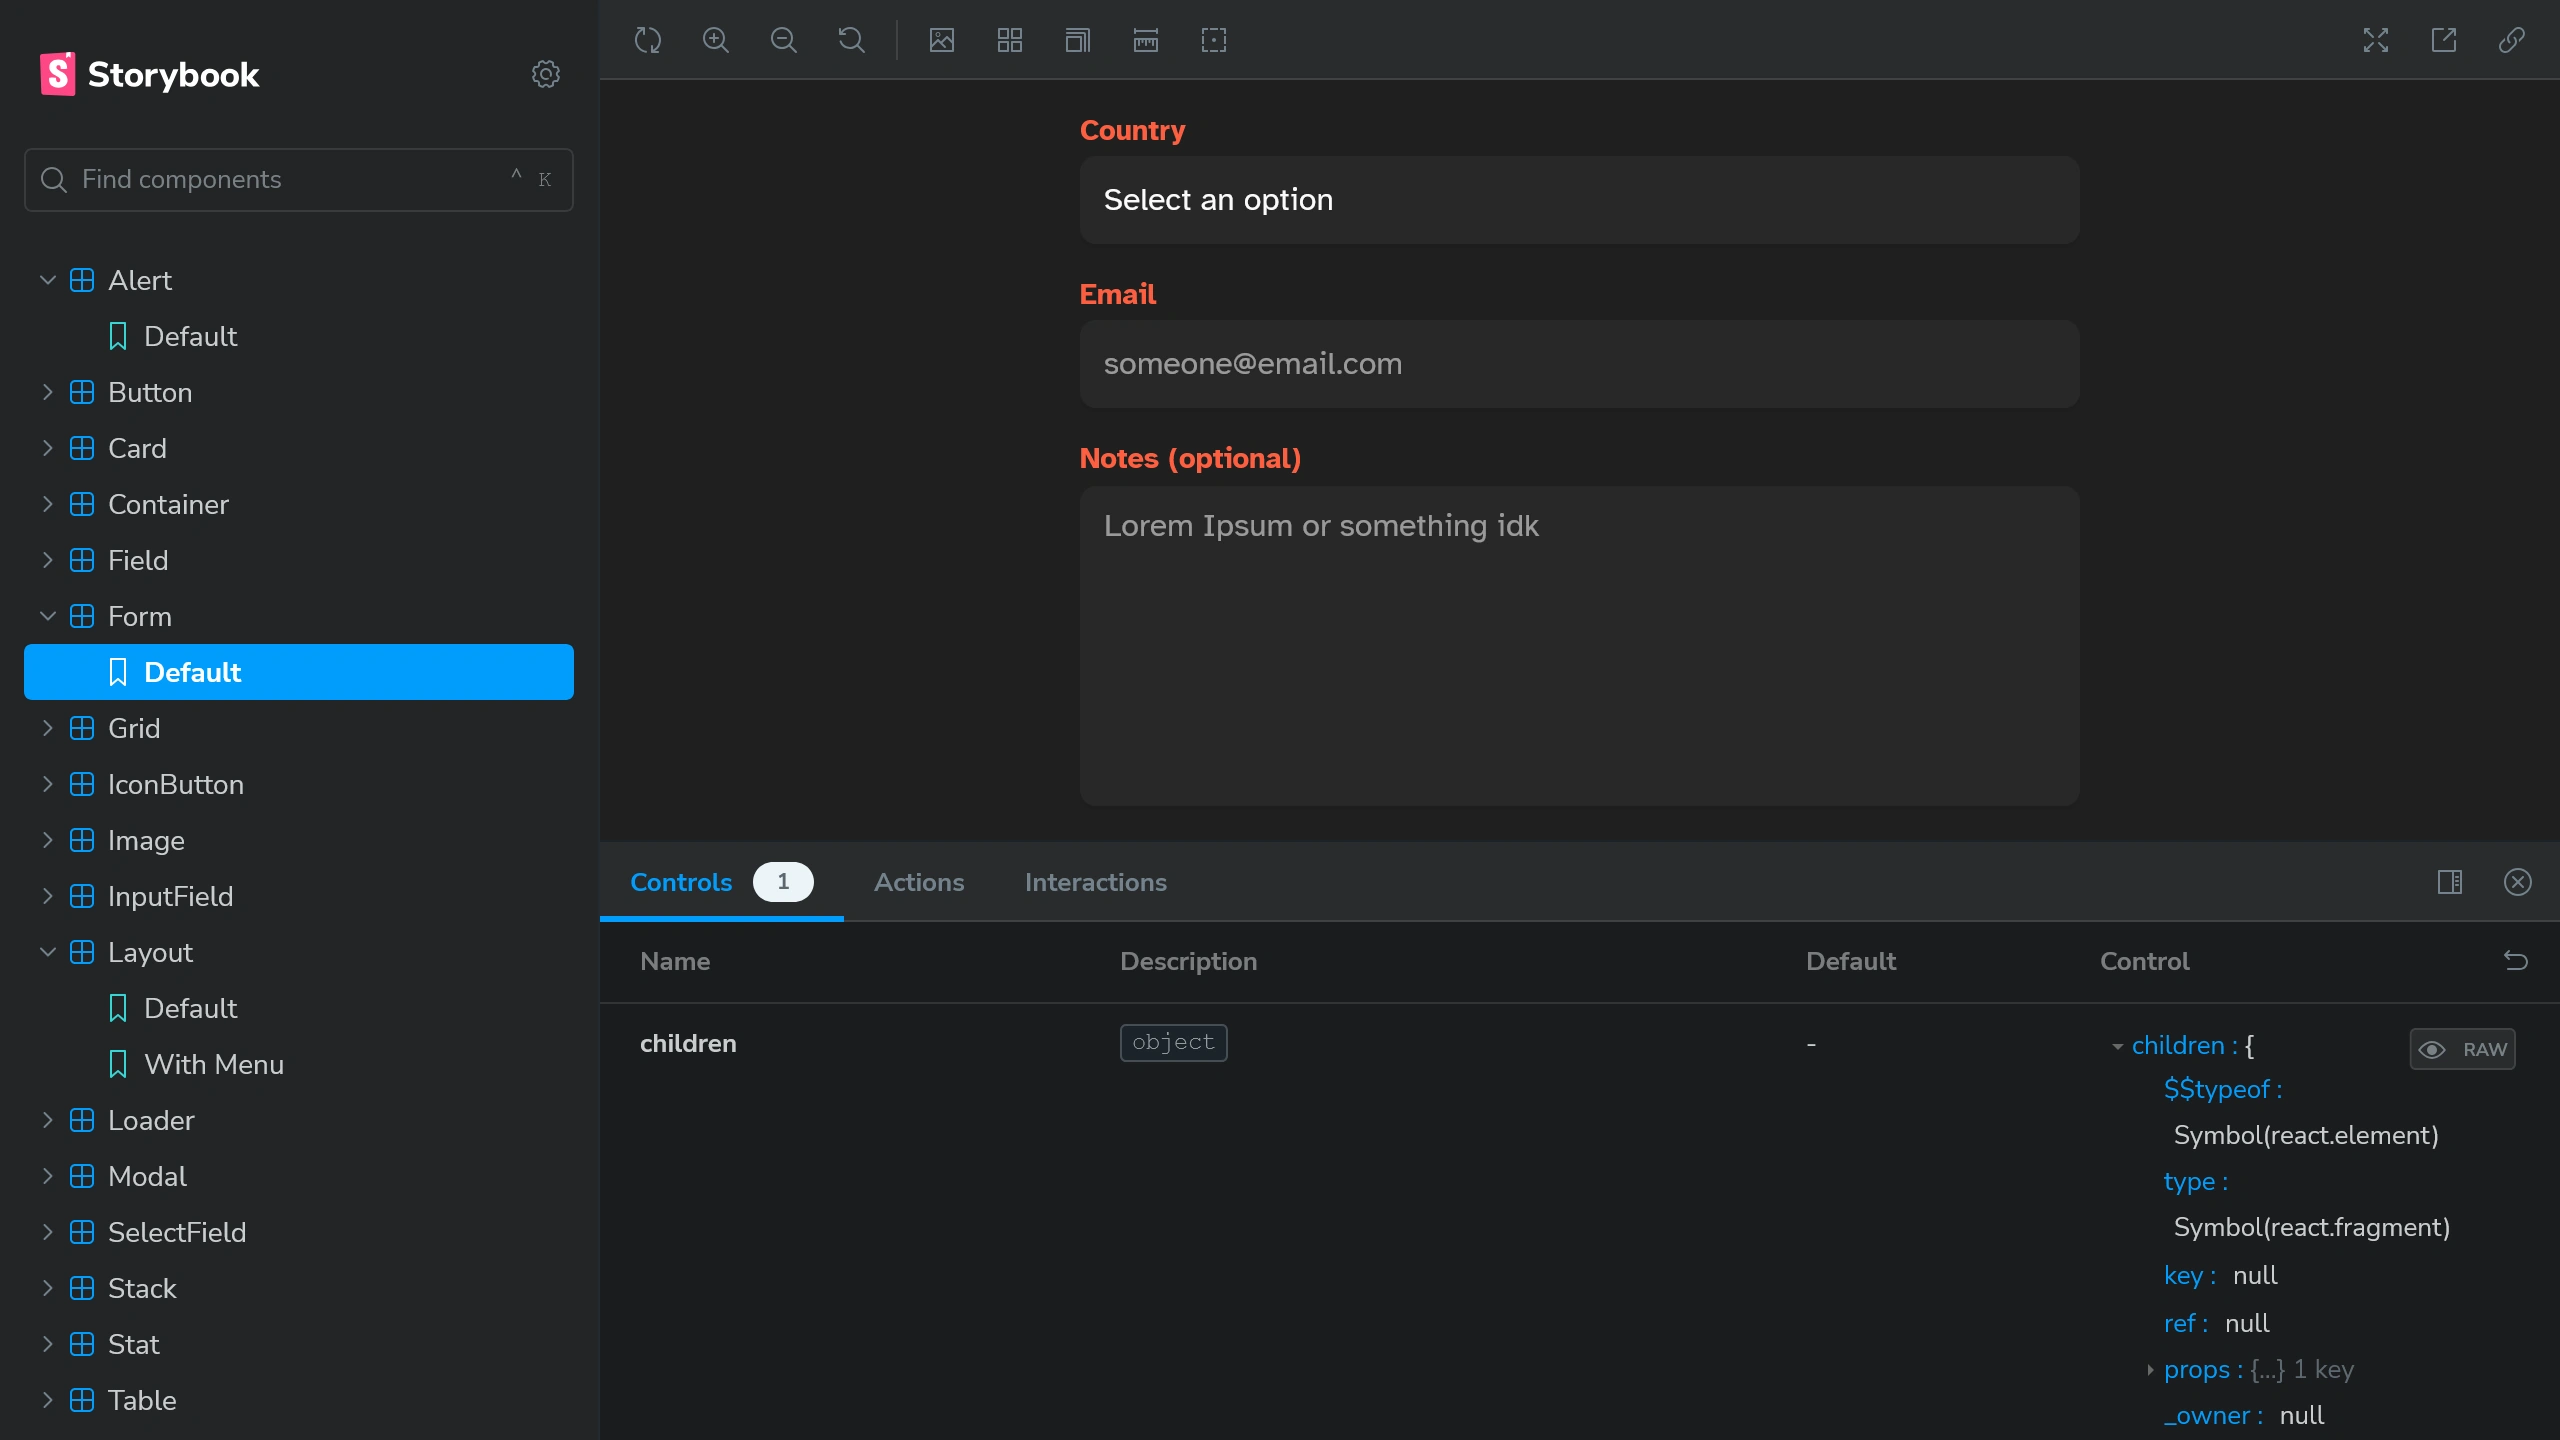 Storybook
Find components
^ K
Alert
Default
Button
Card
Container
Field
Form
Default
Grid
IconButton
Image
InputField
Layout
Default
With Menu
Loader
Modal
SelectField
Stack
Stat
Table
Country
Select an option
Email
someone@email.com
Notes (optional)
Lorem Ipsum or something idk
Controls 1 Actions Interactions
Name Description Default Control
children object - children : { RAW
$$typeof :
Symbol(react.element)
type :
Symbol(react.fragment)
key : null
ref : null
props : {...} 1 key
_owner : null